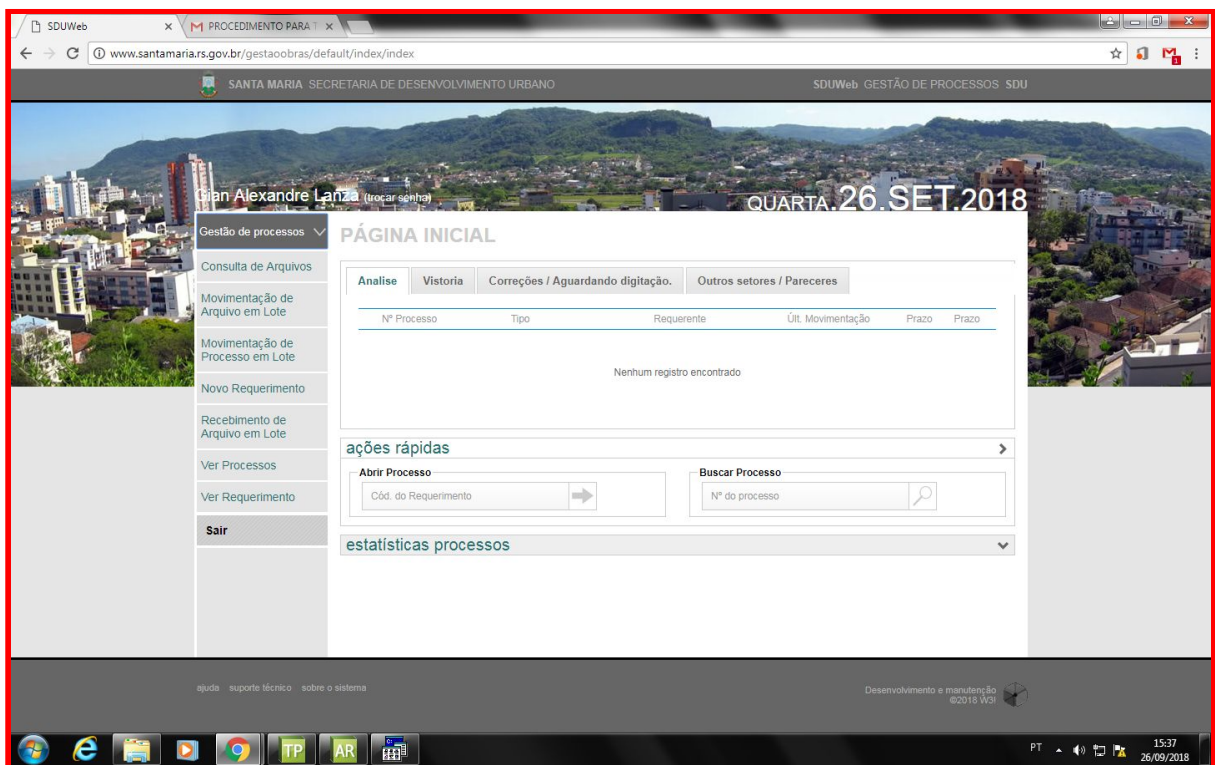 SDUWeb
PROCEDIMENTO PARA T
www.santamaria.rs.gov.br/gestaoobras/default/index/index
SANTA MARIA SECRETARIA DE DESENVOLVIMENTO URBANO
SDUWeb GESTÃO DE PROCESSOS SDU
Gian Alexandre Lanza (trocar senha)
QUARTA.26.SET.2018
Gestão de processos
Consulta de Arquivos
Movimentação de
Arquivo em Lote
Movimentação de
Processo em Lote
Novo Requerimento
Recebimento de
Arquivo em Lote
Ver Processos
Ver Requerimento
Sair
PÁGINA INICIAL
Analise Vistoria Correções / Aguardando digitação. Outros setores / Pareceres
Nº Processo Tipo Requerente Últ. Movimentação Prazo Prazo
Nenhum registro encontrado
ações rápidas
Abrir Processo
Cód. do Requerimento
Buscar Processo
Nº do processo
estatísticas processos
ajuda suporte técnico sobre o sistema
Desenvolvimento e manutenção
©2018 W3I
TP
AR
PT
15:37
26/09/2018